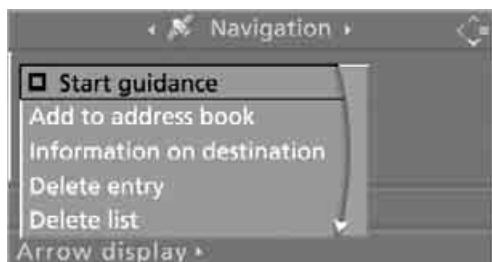 Navigation
Start guidance
Add to address book
Information on destination
Delete entry
Delete list
Arrow display